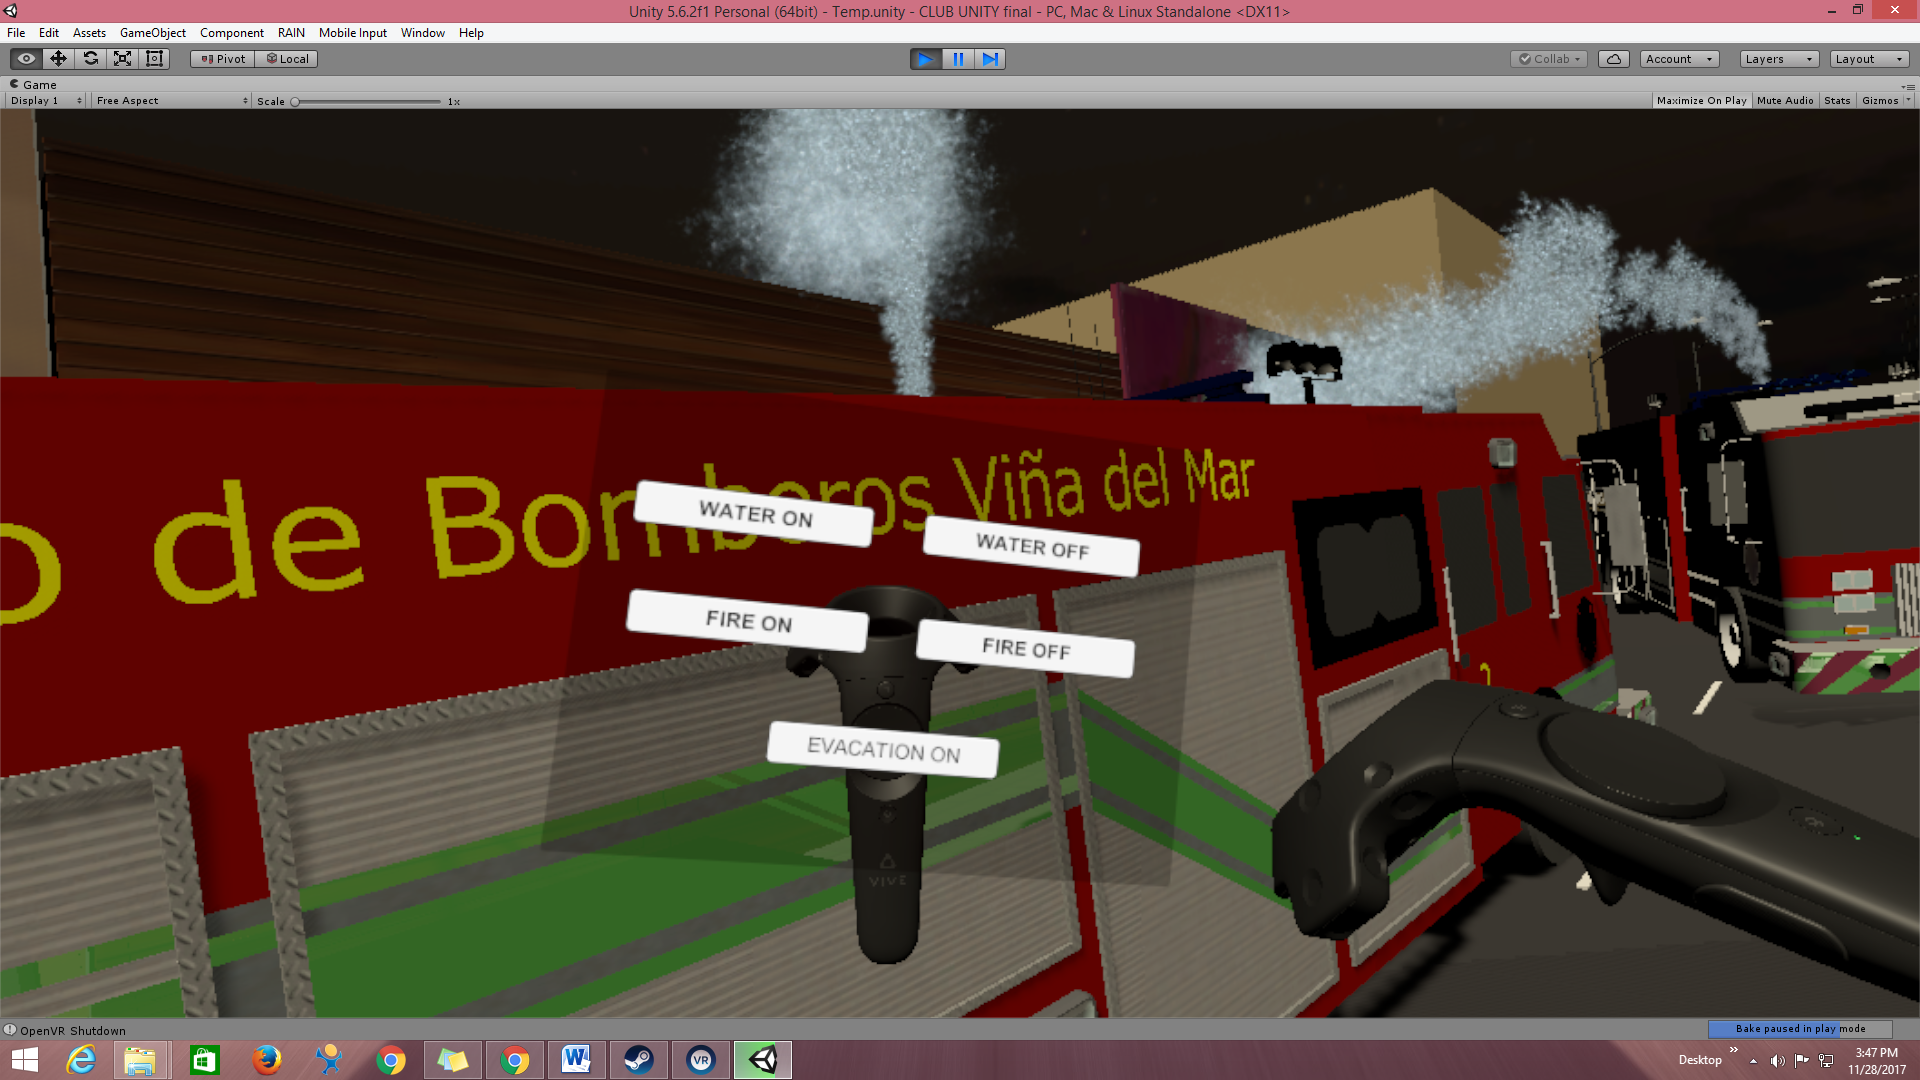 Unity 5.6.2f1 Personal (64bit) - Temp.unity - CLUB UNITY final - PC, Mac & Linux Standalone <DX11>
File Edit Assets GameObject Component RAIN Mobile Input Window Help
Pivot Local Collab Account Layers Layout
Game
Display 1 Free Aspect Scale 1x Maximize On Play Mute Audio Stats Gizmos
o de Bomberos Viña del Mar
WATER ON
WATER OFF
FIRE ON
FIRE OFF
EVACATION ON
VIVE
OpenVR Shutdown
Bake paused in play mode
VR
Desktop
3:47 PM
11/28/2017